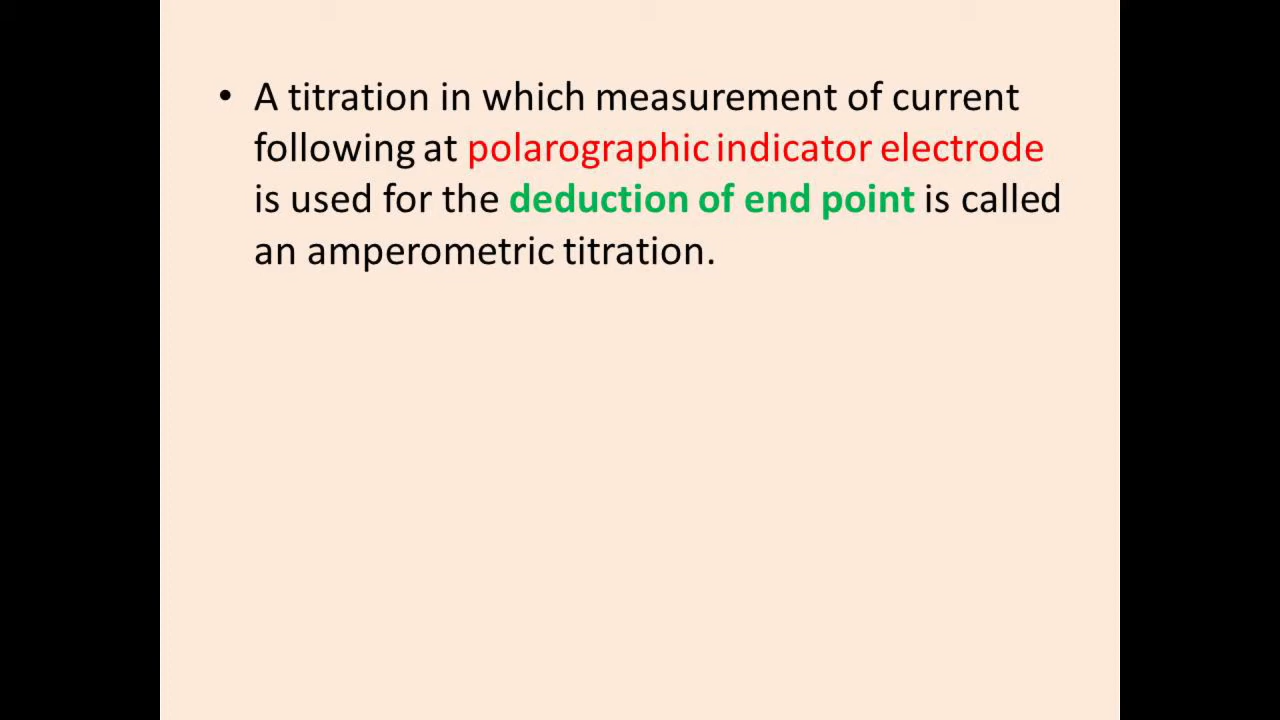 • A titration in which measurement of current
following at polarographic indicator electrode
is used for the deduction of end point is called
an amperometric titration.